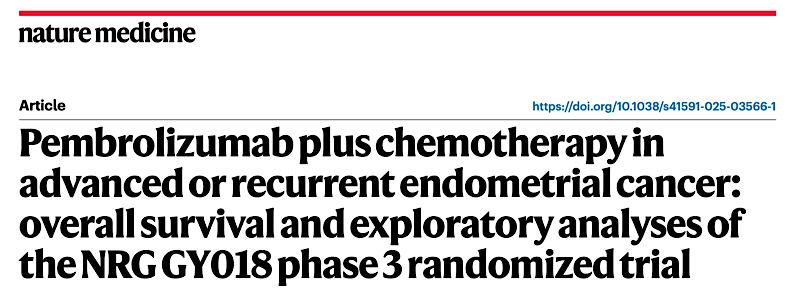 nature medicine
Article
https://doi.org/10.1038/s41591-025-03566-1
Pembrolizumab plus chemotherapy in
advanced or recurrent endometrial cancer:
overall survival and exploratory analyses of
the NRG GY018 phase 3 randomized trial